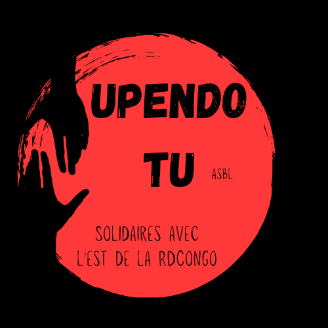 UPENDO
TU
ASBL
SOLIDAIRES AVEC
L'EST DE LA RDCONGO